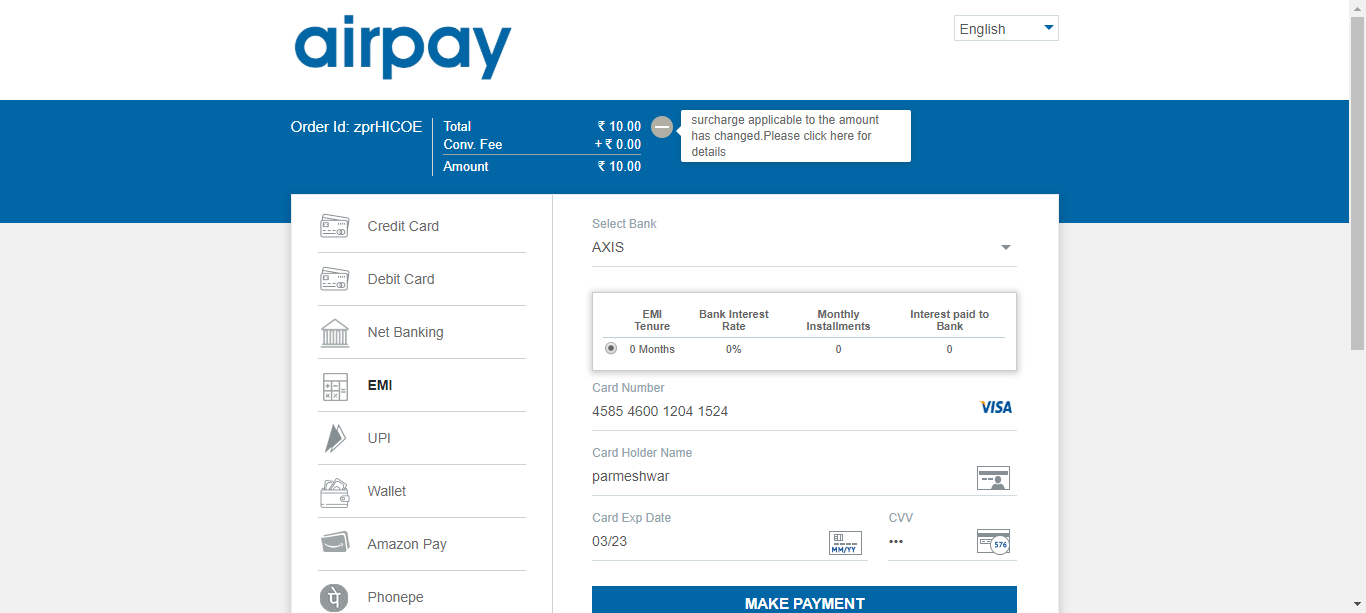 airpay
English
Order Id: zprHICOE
Total ₹ 10.00
Conv. Fee + ₹ 0.00
Amount ₹ 10.00
surcharge applicable to the amount
has changed.Please click here for
details
Credit Card
Debit Card
Net Banking
EMI
UPI
Wallet
Amazon Pay
Phonepe
Select Bank
AXIS
EMI Tenure Bank Interest Rate Monthly Installments Interest paid to Bank
0 Months 0% 0 0
Card Number
4585 4600 1204 1524 VISA
Card Holder Name
parmeshwar
Card Exp Date CVV
03/23 MM/YY ••• 576
MAKE PAYMENT